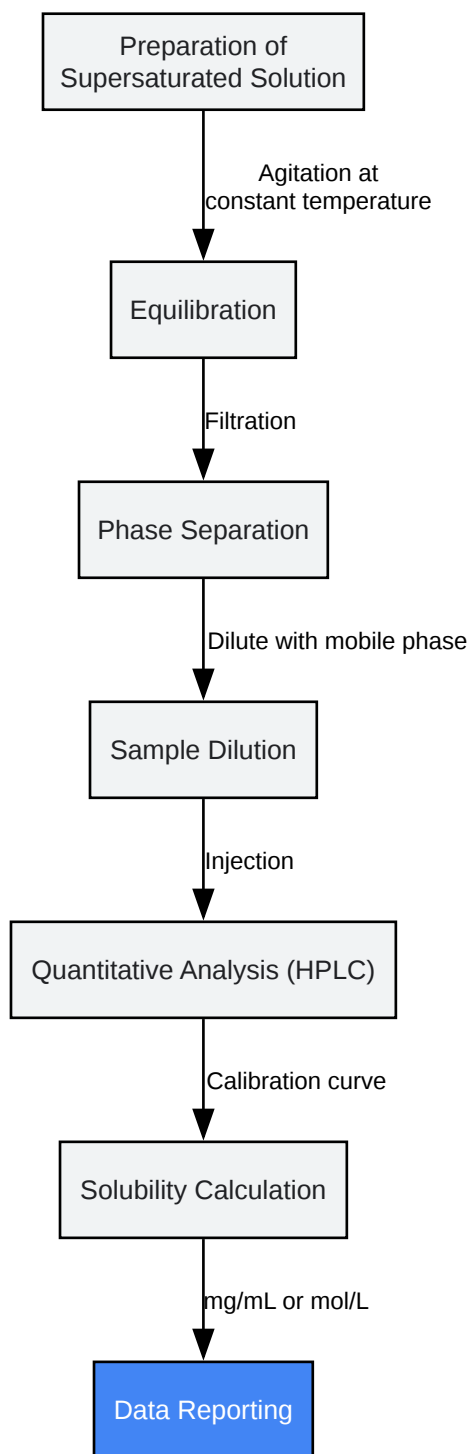 Preparation of
Supersaturated Solution
Agitation at
constant temperature
Equilibration
Filtration
Phase Separation
Dilute with mobile phase
Sample Dilution
Injection
Quantitative Analysis (HPLC)
Calibration curve
Solubility Calculation
mg/mL or mol/L
Data Reporting